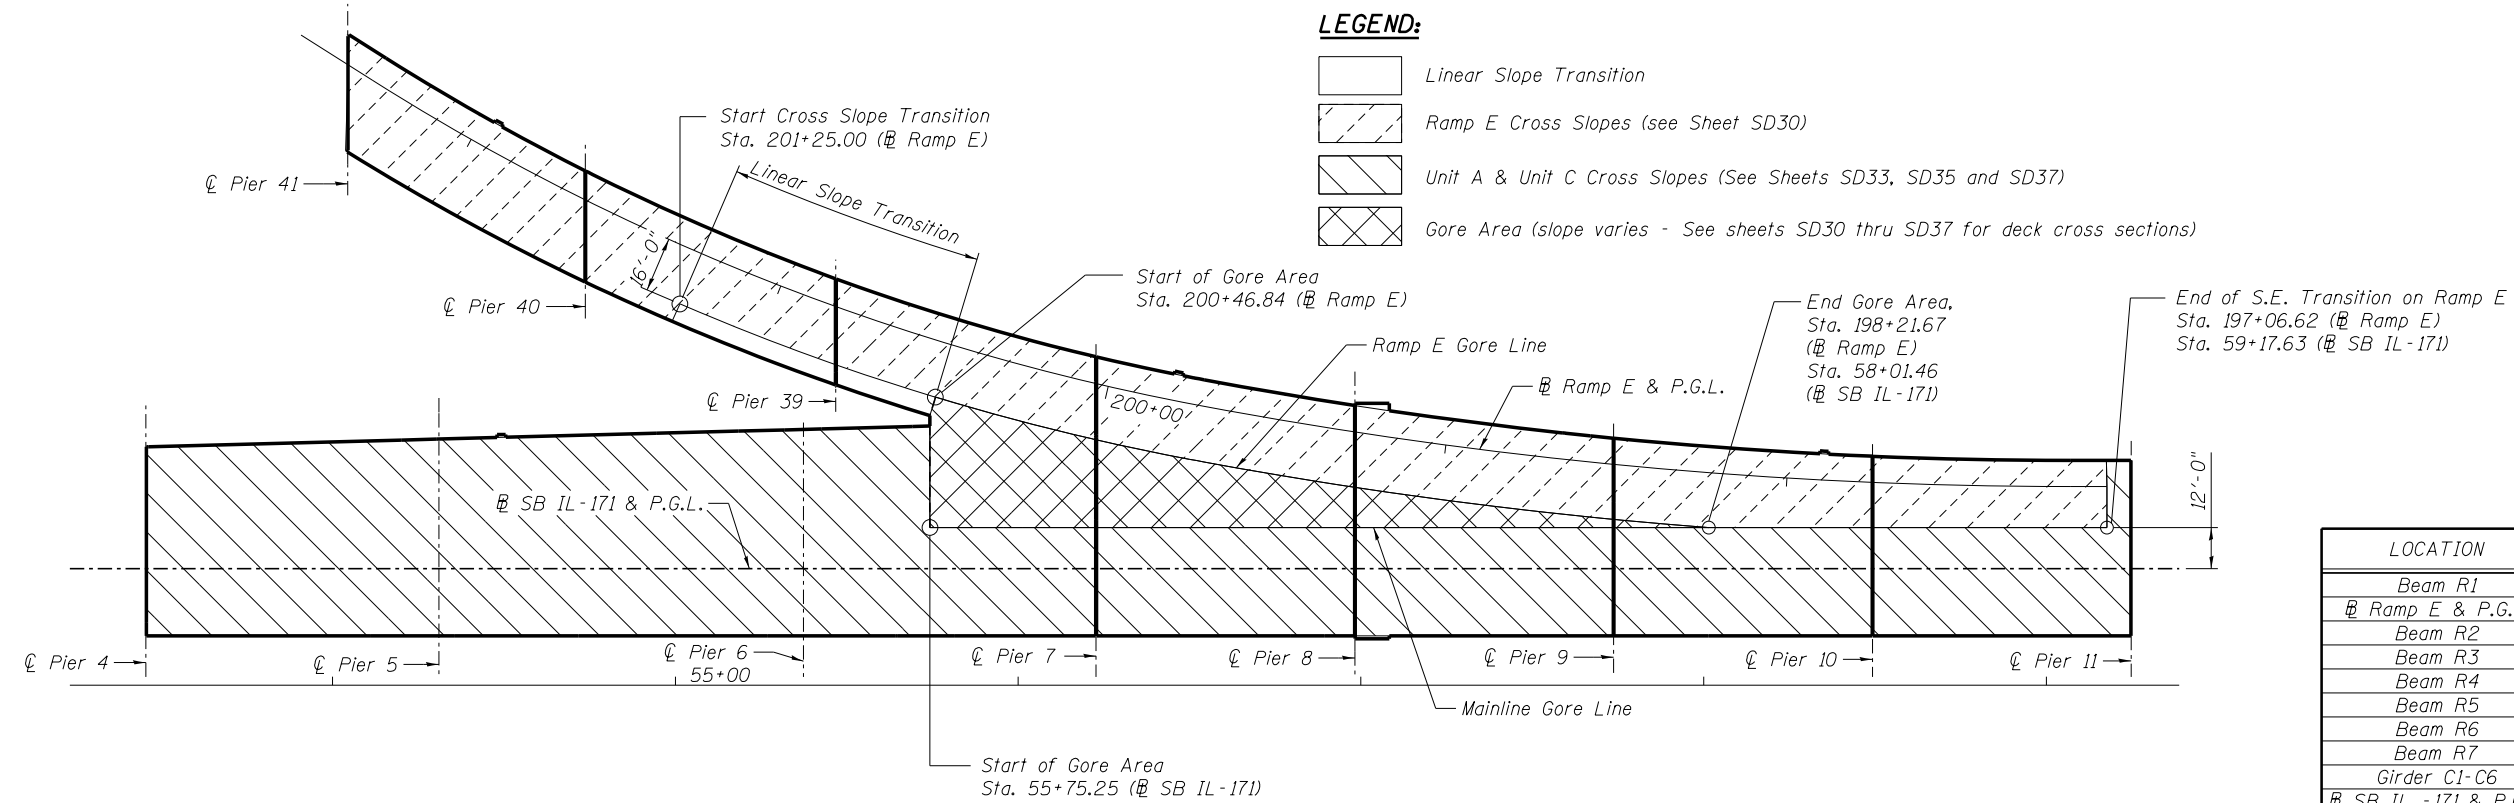 LEGEND:
Linear Slope Transition
Ramp E Cross Slopes (see Sheet SD30)
Unit A & Unit C Cross Slopes (See Sheets SD33, SD35 and SD37)
Gore Area (slope varies - See sheets SD30 thru SD37 for deck cross sections)
Start Cross Slope Transition
Sta. 201+25.00 (℄ Ramp E)
Linear Slope Transition
16'-0"
℄ Pier 41
℄ Pier 40
℄ Pier 39
Start of Gore Area
Sta. 200+46.84 (℄ Ramp E)
Ramp E Gore Line
℄ Ramp E & P.G.L.
200+00
End Gore Area,
Sta. 198+21.67
(℄ Ramp E)
Sta. 58+01.46
(℄ SB IL-171)
End of S.E. Transition on Ramp E
Sta. 197+06.62 (℄ Ramp E)
Sta. 59+17.63 (℄ SB IL-171)
12'-0"
℄ SB IL-171 & P.G.L.
℄ Pier 4
℄ Pier 5
℄ Pier 6
55+00
℄ Pier 7
℄ Pier 8
℄ Pier 9
℄ Pier 10
℄ Pier 11
Mainline Gore Line
Start of Gore Area
Sta. 55+75.25 (℄ SB IL-171)
LOCATION
Beam R1
℄ Ramp E & P.G.
Beam R2
Beam R3
Beam R4
Beam R5
Beam R6
Beam R7
Girder C1-C6
℄ SB IL-171 & P.